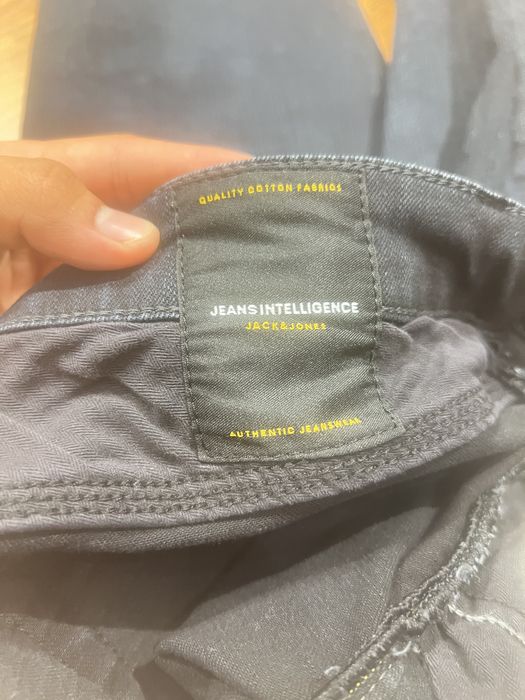 QUALITY COTTON FABRICS
JEANS INTELLIGENCE
JACK&JONES
AUTHENTIC JEANSWEAR